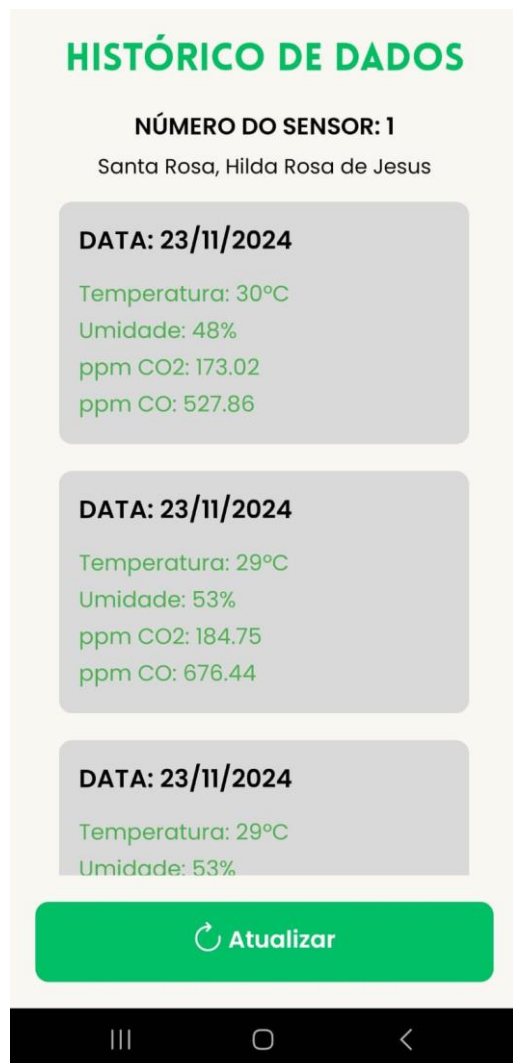 HISTÓRICO DE DADOS
NÚMERO DO SENSOR: 1
Santa Rosa, Hilda Rosa de Jesus
DATA: 23/11/2024
Temperatura: 30ºC
Umidade: 48%
ppm CO2: 173.02
ppm CO: 527.86
DATA: 23/11/2024
Temperatura: 29ºC
Umidade: 53%
ppm CO2: 184.75
ppm CO: 676.44
DATA: 23/11/2024
Temperatura: 29ºC
Umidade: 53%
Atualizar